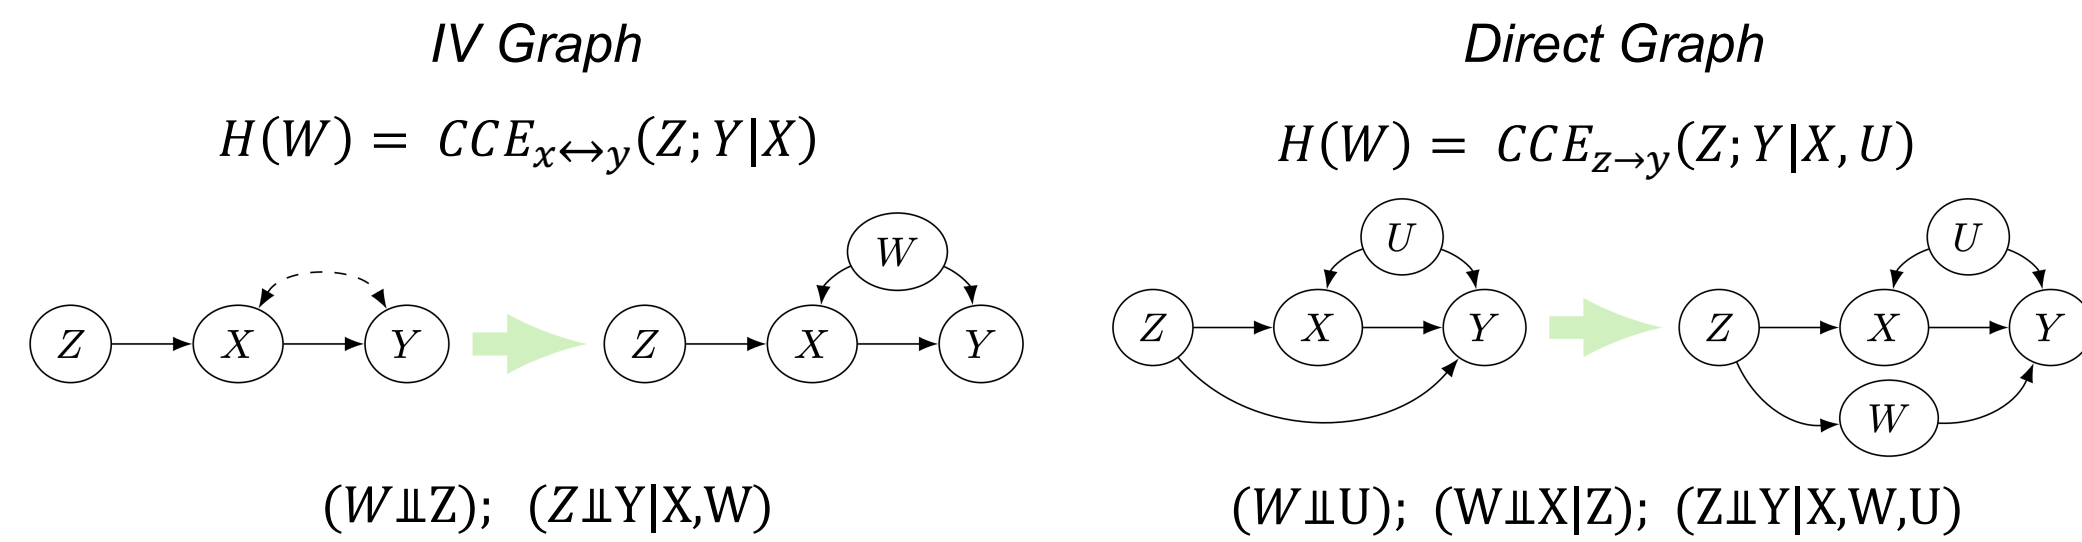 IV Graph
H(W) = CCE_{x↔y}(Z;Y|X)
Z X Y Z X Y W
(W⫫Z); (Z⫫Y|X,W)
Direct Graph
H(W) = CCE_{z→y}(Z;Y|X,U)
U
Z X Y
U
Z X Y
W
(W⫫U); (W⫫X|Z); (Z⫫Y|X,W,U)